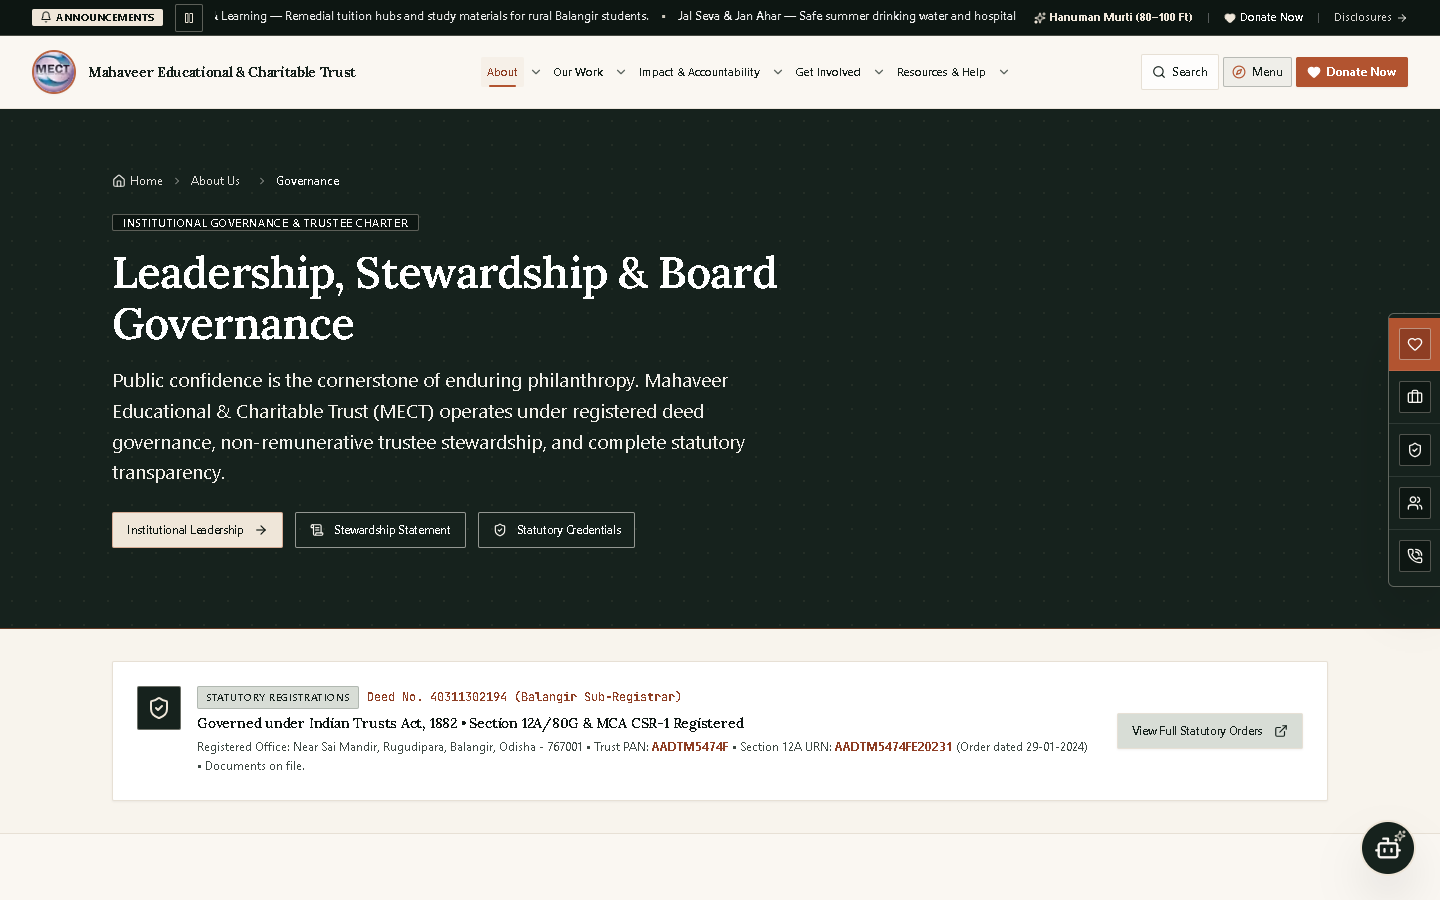 ANNOUNCEMENTS
Learning — Remedial tuition hubs and study materials for rural Balangir students. • Jal Seva & Jan Ahar — Safe summer drinking water and hospital
Hanuman Murti (80–100 Ft) | Donate Now | Disclosures →
MECT
Mahaveer Educational & Charitable Trust
About
Our Work
Impact & Accountability
Get Involved
Resources & Help
Search
Menu
Donate Now
Home > About Us > Governance
INSTITUTIONAL GOVERNANCE & TRUSTEE CHARTER
Leadership, Stewardship & Board
Governance
Public confidence is the cornerstone of enduring philanthropy. Mahaveer
Educational & Charitable Trust (MECT) operates under registered deed
governance, non-remunerative trustee stewardship, and complete statutory
transparency.
Institutional Leadership →
Stewardship Statement
Statutory Credentials
STATUTORY REGISTRATIONS Deed No. 40311302194 (Balangir Sub-Registrar)
Governed under Indian Trusts Act, 1882 • Section 12A/80G & MCA CSR-1 Registered
Registered Office: Near Sai Mandir, Rugudipara, Balangir, Odisha - 767001 • Trust PAN: AADTM5474F • Section 12A URN: AADTM5474FE20231 (Order dated 29-01-2024)
• Documents on file.
View Full Statutory Orders